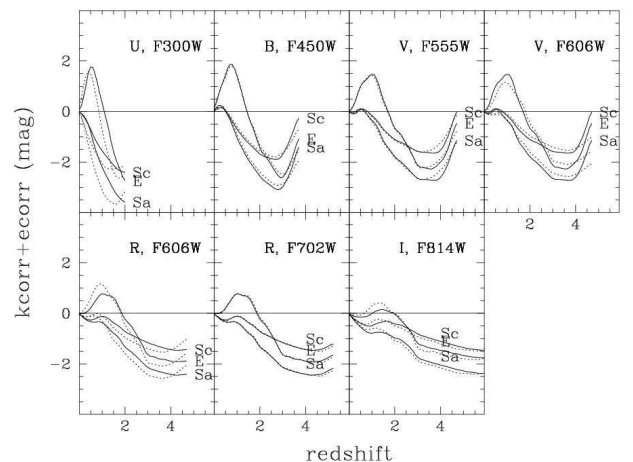 U, F300W
B, F450W
V, F555W
V, F606W
2
0
-2
Sc
E
Sa
Sc
E
Sa
Sc
E
Sa
Sc
E
Sa
2
4
R, F606W
R, F702W
I, F814W
2
0
-2
Sc
E
Sa
Sc
E
Sa
Sc
E
Sa
2
4
2
4
2
4
kcorr+ecorr (mag)
redshift